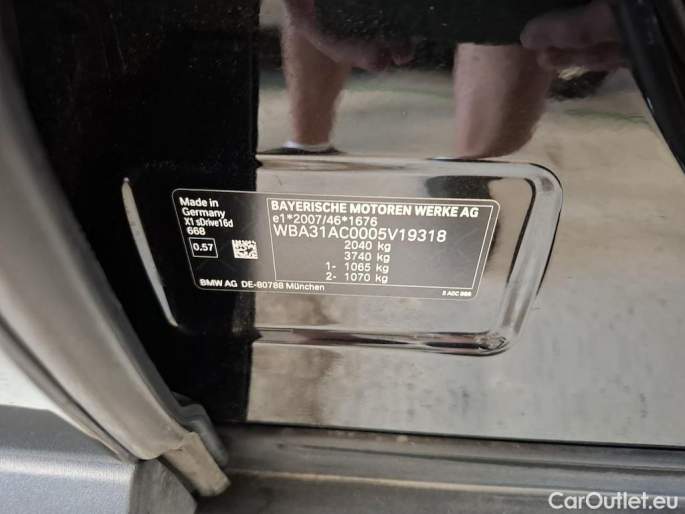 Made in
Germany
X1 sDrive16d
668
0.57
BMW AG DE-80788 München
BAYERISCHE MOTOREN WERKE AG
e1*2007/46*1676
WBA31AC0005V19318
2040 kg
3740 kg
1- 1065 kg
2- 1070 kg
CarOutlet.eu